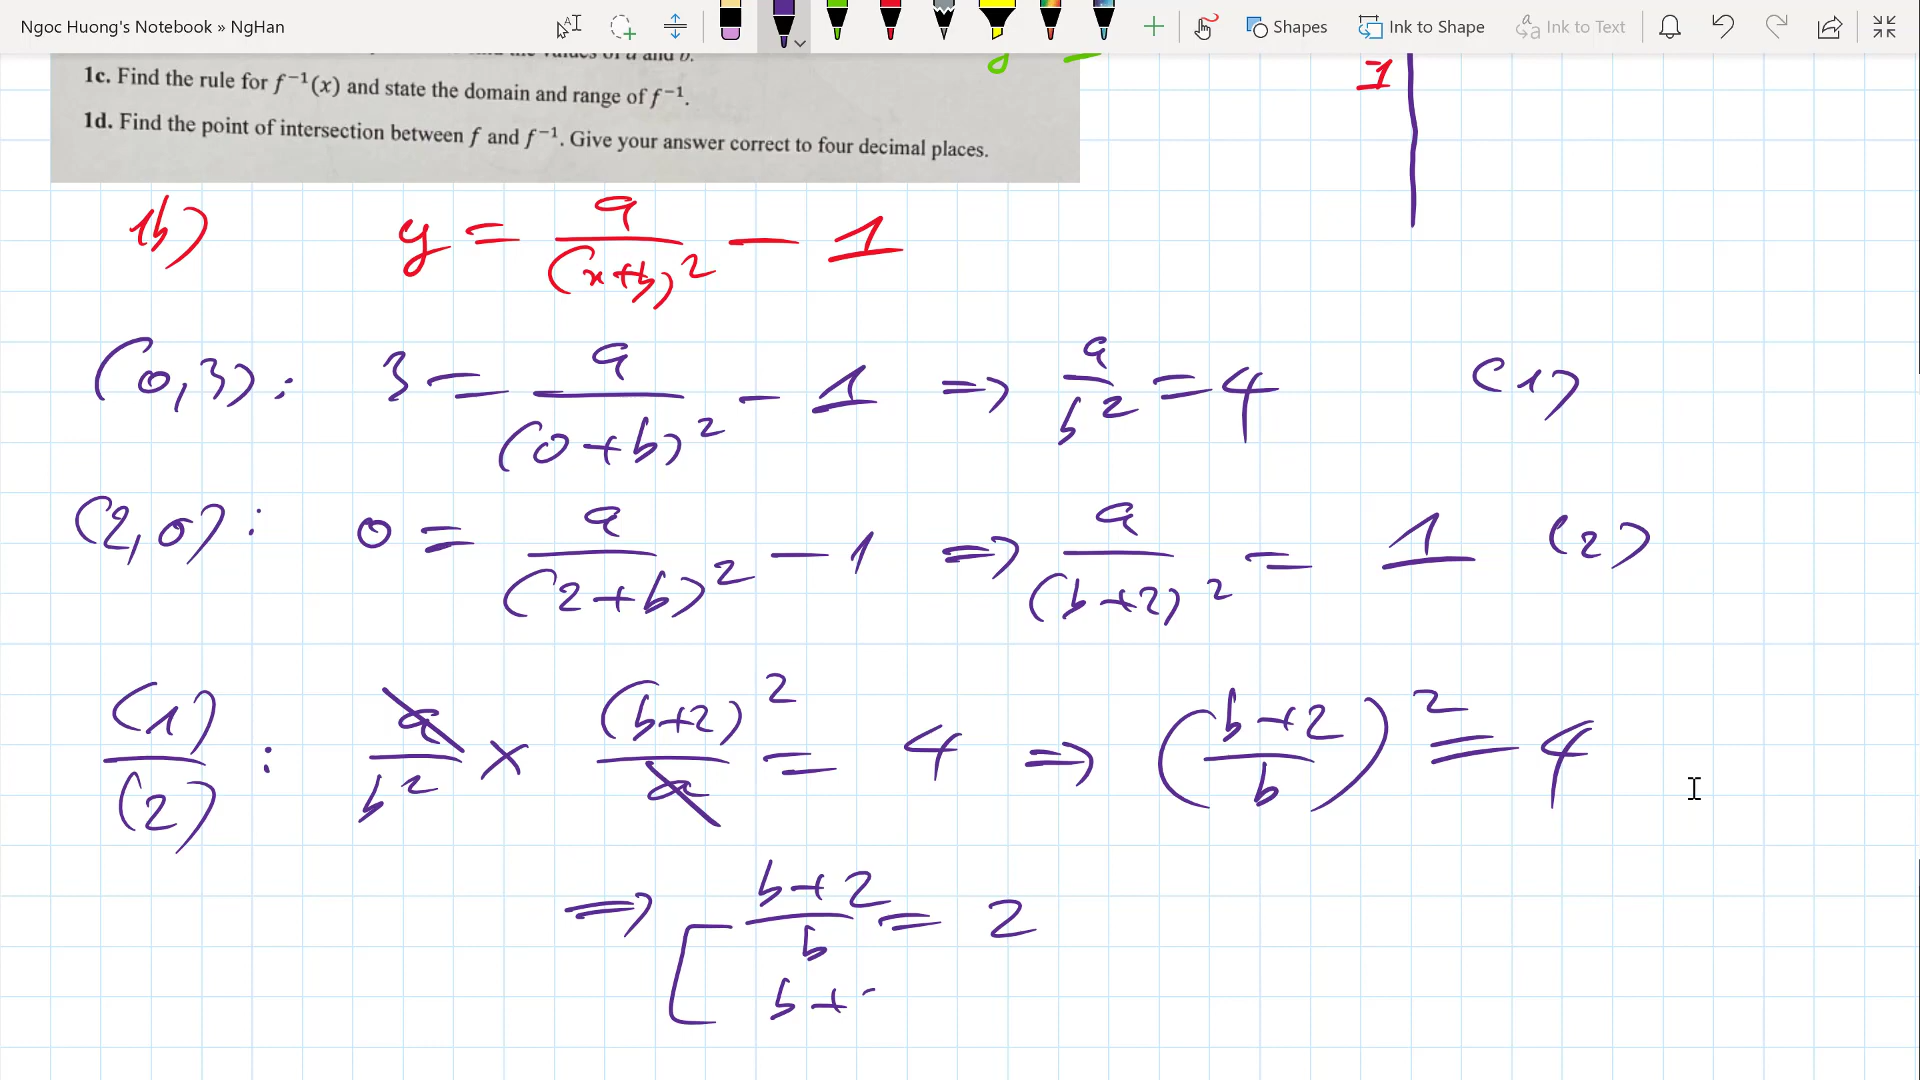 Ngoc Huong's Notebook » NgHan
Shapes
Ink to Shape
Ink to Text
values of a and b.
1c. Find the rule for f⁻¹(x) and state the domain and range of f⁻¹.
1d. Find the point of intersection between f and f⁻¹. Give your answer correct to four decimal places.
1
1b) y = a/(x+b)² − 1
(0,3): 3 = a/(0+b)² − 1 => a/b² = 4 (1)
(2,0): 0 = a/(2+b)² − 1 => a/(b+2)² = 1 (2)
(1)/(2): a/b² × (b+2)²/a = 4 => ((b+2)/b)² = 4
=> [ (b+2)/b = 2
b+